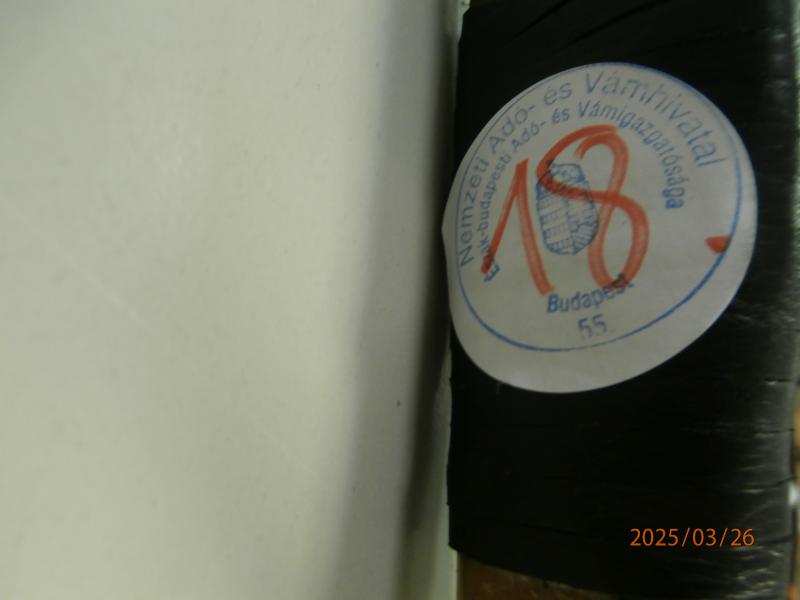 Nemzeti Adó- és Vámhivatal
Észak-budapesti Adó- és Vámigazgatósága
18
Budapest
55.
2025/03/26